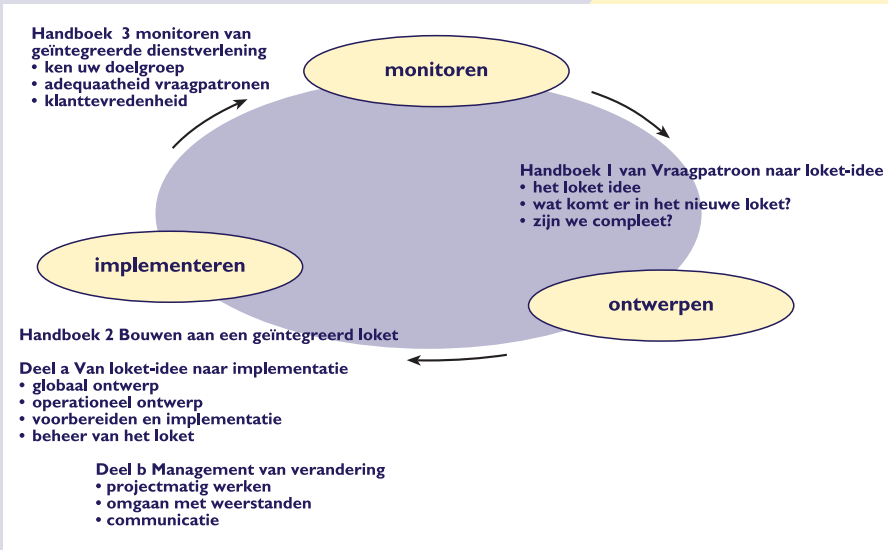 Handboek 3 monitoren van
geïntegreerde dienstverlening
• ken uw doelgroep
• adequaatheid vraagpatronen
• klanttevredenheid
monitoren
Handboek 1 van Vraagpatroon naar loket-idee
• het loket idee
• wat komt er in het nieuwe loket?
• zijn we compleet?
implementeren
ontwerpen
Handboek 2 Bouwen aan een geïntegreerd loket
Deel a Van loket-idee naar implementatie
• globaal ontwerp
• operationeel ontwerp
• voorbereiden en implementatie
• beheer van het loket
Deel b Management van verandering
• projectmatig werken
• omgaan met weerstanden
• communicatie